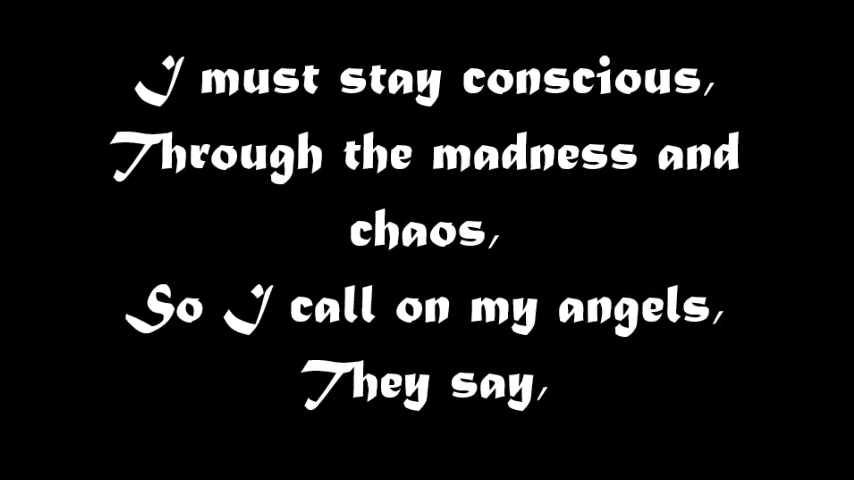 I must stay conscious,
Through the madness and
chaos,
So I call on my angels,
They say,